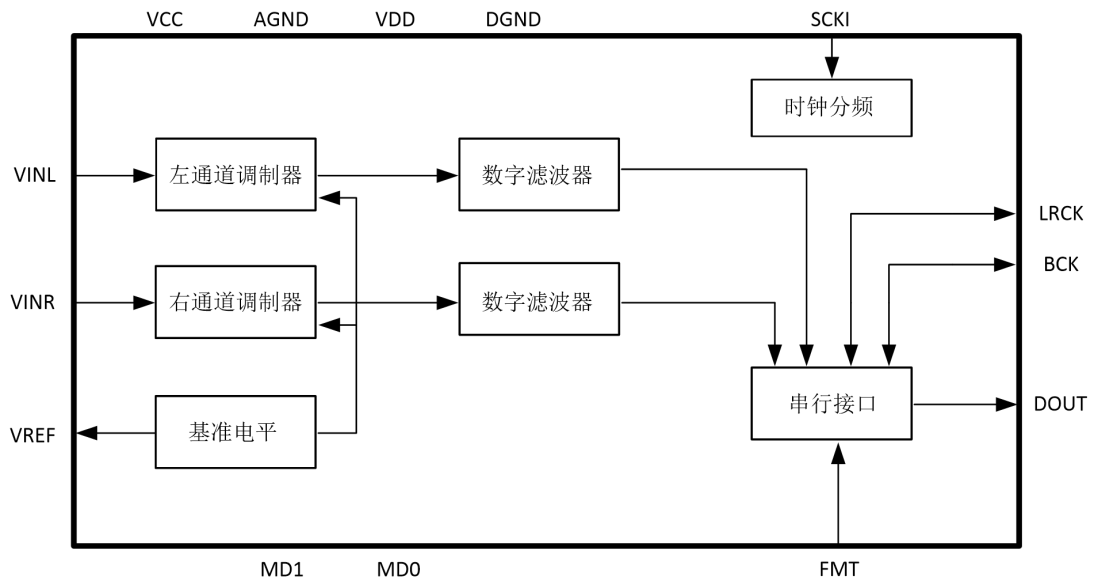 VCC
AGND
VDD
DGND
SCKI
时钟分频
VINL
左通道调制器
数字滤波器
LRCK
BCK
VINR
右通道调制器
数字滤波器
VREF
基准电平
串行接口
DOUT
MD1
MD0
FMT